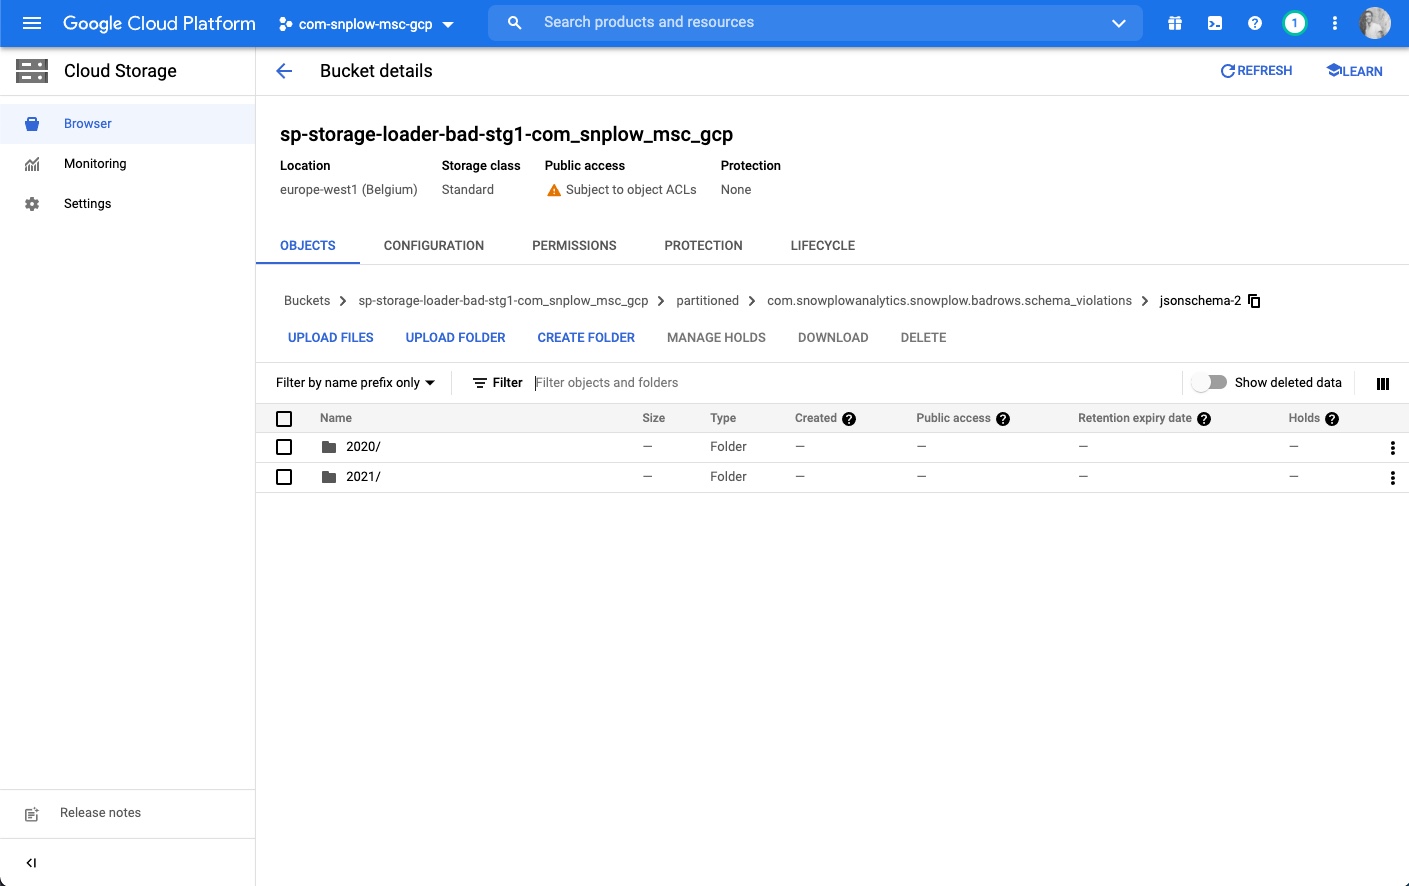 Google Cloud Platform
com-snplow-msc-gcp
Search products and resources
1
Cloud Storage
Bucket details
REFRESH
LEARN
Browser
Monitoring
Settings
sp-storage-loader-bad-stg1-com_snplow_msc_gcp
Location Storage class Public access Protection
europe-west1 (Belgium) Standard Subject to object ACLs None
OBJECTS CONFIGURATION PERMISSIONS PROTECTION LIFECYCLE
Buckets > sp-storage-loader-bad-stg1-com_snplow_msc_gcp > partitioned > com.snowplowanalytics.snowplow.badrows.schema_violations > jsonschema-2
UPLOAD FILES UPLOAD FOLDER CREATE FOLDER MANAGE HOLDS DOWNLOAD DELETE
Filter by name prefix only Filter Filter objects and folders Show deleted data
Name Size Type Created ? Public access ? Retention expiry date ? Holds ?
2020/ — Folder — — — —
2021/ — Folder — — — —
Release notes